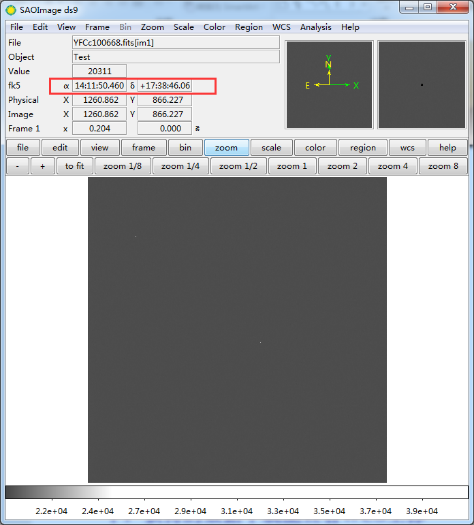 SAOImage ds9
File Edit View Frame Bin Zoom Scale Color Region WCS Analysis Help
File YFCc100668.fits[im1]
Object Test
Value 20311
fk5 α 14:11:50.460 δ +17:38:46.06
Physical X 1260.862 Y 866.227
Image X 1260.862 Y 866.227
Frame 1 x 0.204 0.000 °
Y
N
E X
file edit view frame bin zoom scale color region wcs help
- + to fit zoom 1/8 zoom 1/4 zoom 1/2 zoom 1 zoom 2 zoom 4 zoom 8
2.2e+04 2.4e+04 2.7e+04 2.9e+04 3.1e+04 3.3e+04 3.5e+04 3.7e+04 3.9e+04